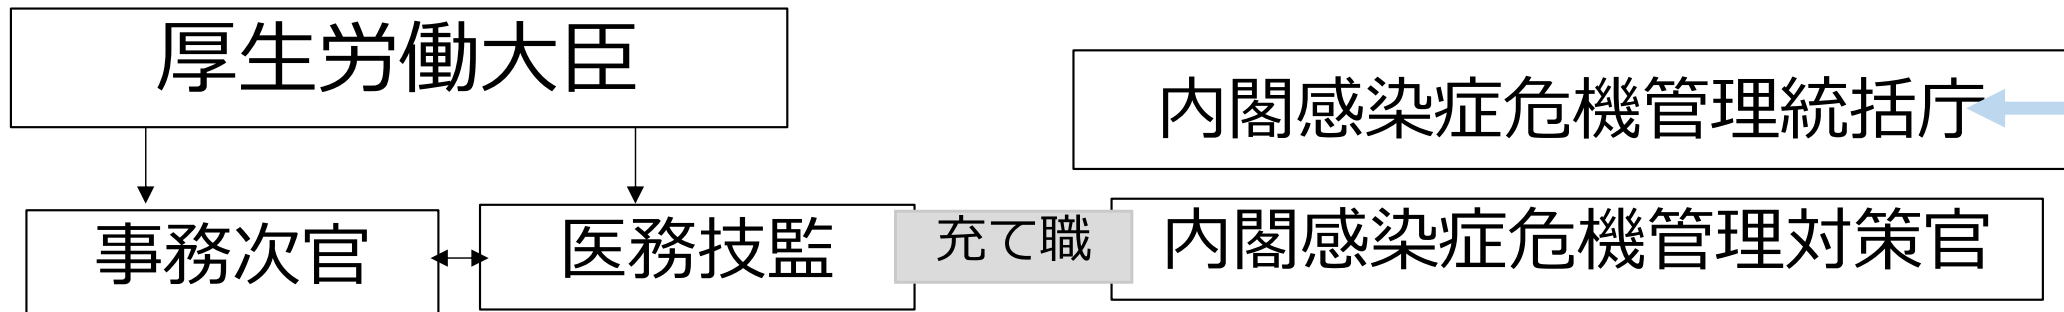 厚生労働大臣
内閣感染症危機管理統括庁
事務次官
医務技監
充て職
内閣感染症危機管理対策官